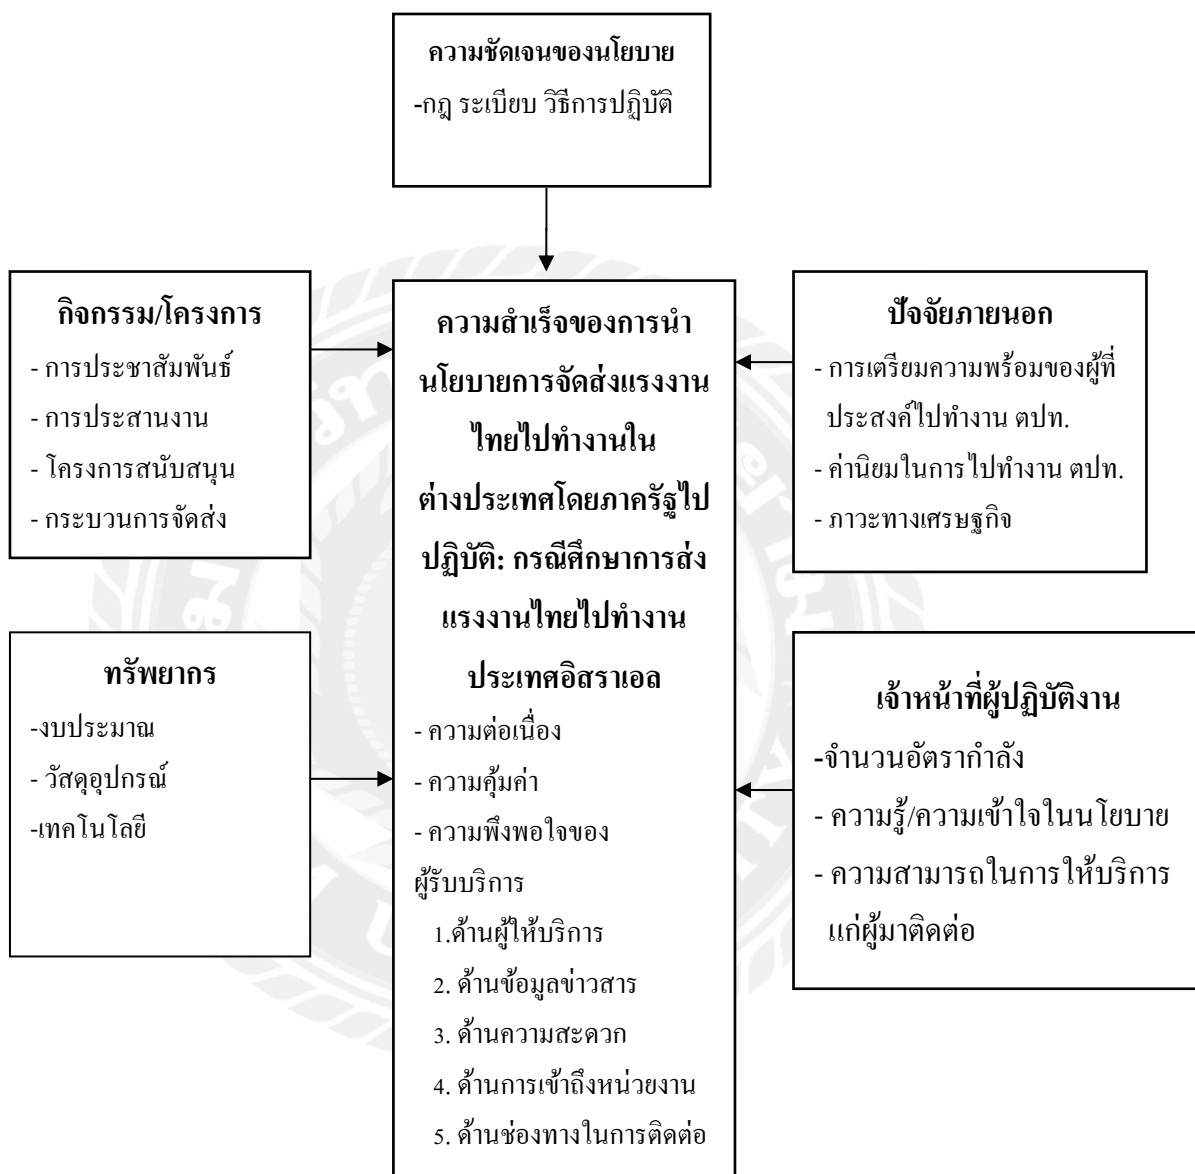 ความชัดเจนของนโยบาย
-กฎ ระเบียบ วิธีการปฏิบัติ
กิจกรรม/โครงการ
- การประชาสัมพันธ์
- การประสานงาน
- โครงการสนับสนุน
- กระบวนการจัดส่ง
ความสำเร็จของการนำ
นโยบายการจัดส่งแรงงาน
ไทยไปทำงานใน
ต่างประเทศโดยภาครัฐไป
ปฏิบัติ: กรณีศึกษาการส่ง
แรงงานไทยไปทำงาน
ประเทศอิสราเอล
- ความต่อเนื่อง
- ความคุ้มค่า
- ความพึงพอใจของ
ผู้รับบริการ
1.ด้านผู้ให้บริการ
2. ด้านข้อมูลข่าวสาร
3. ด้านความสะดวก
4. ด้านการเข้าถึงหน่วยงาน
5. ด้านช่องทางในการติดต่อ
ปัจจัยภายนอก
- การเตรียมความพร้อมของผู้ที่
ประสงค์ไปทำงาน ตปท.
- ค่านิยมในการไปทำงาน ตปท.
- ภาวะทางเศรษฐกิจ
ทรัพยากร
-งบประมาณ
- วัสดุอุปกรณ์
-เทคโนโลยี
เจ้าหน้าที่ผู้ปฏิบัติงาน
-จำนวนอัตรากำลัง
- ความรู้/ความเข้าใจในนโยบาย
- ความสามารถในการให้บริการ
แก่ผู้มาติดต่อ